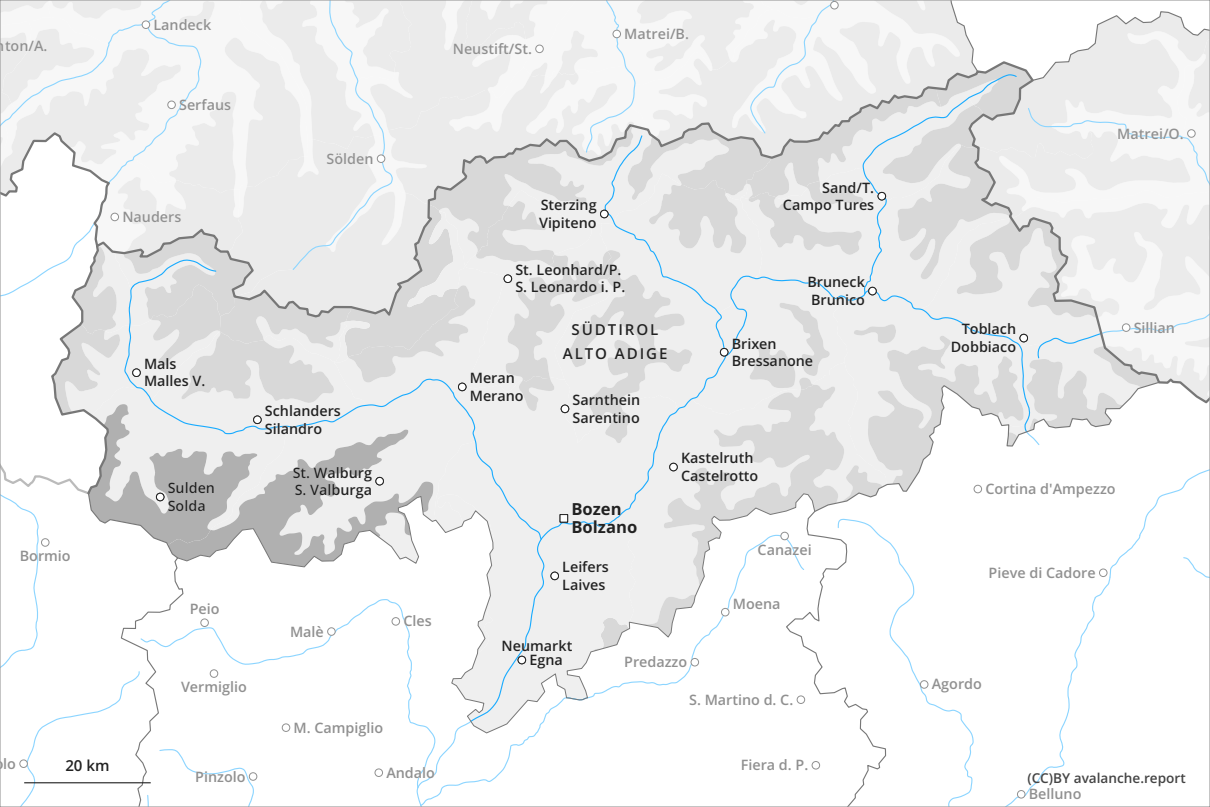 Landeck
Matrei/B.
nton/A.
Neustift/St.
Serfaus
Matrei/O.
Sölden
Sand/T.
Campo Tures
Nauders
Sterzing
Vipiteno
St. Leonhard/P.
S. Leonardo i. P.
Bruneck
Brunico
SÜDTIROL
ALTO ADIGE
Toblach
Dobbiaco
Sillian
Brixen
Bressanone
Mals
Malles V.
Meran
Merano
Schlanders
Silandro
Sarnthein
Sarentino
Kastelruth
Castelrotto
St. Walburg
S. Valburga
Sulden
Solda
Cortina d'Ampezzo
Bozen
Bolzano
Bormio
Canazei
Leifers
Laives
Pieve di Cadore
Peio
Moena
Malè
Cles
Neumarkt
Egna
Predazzo
Vermiglio
Agordo
S. Martino d. C.
M. Campiglio
olo
20 km
Pinzolo
Andalo
Fiera d. P.
(CC)BY avalanche.report
Belluno